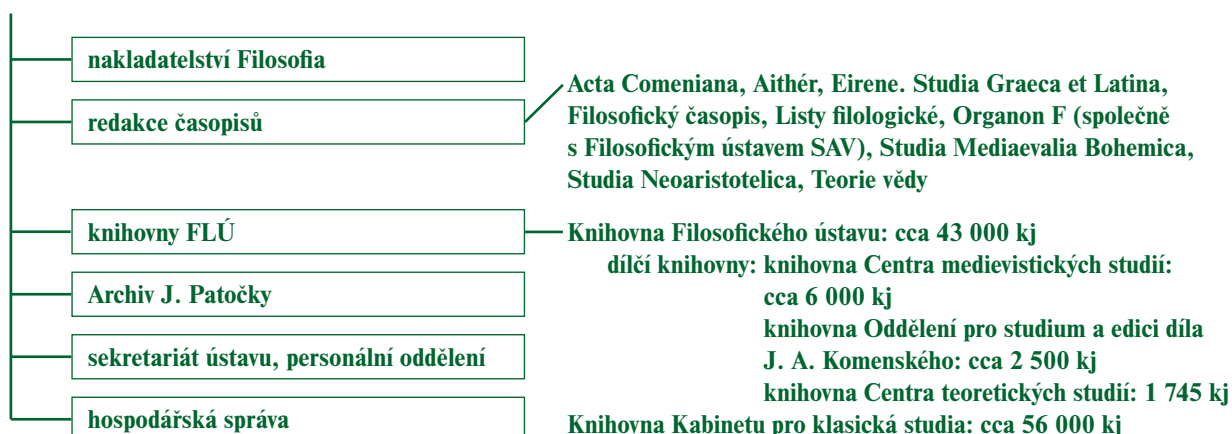 nakladatelství Filosofia
redakce časopisů
Acta Comeniana, Aithér, Eirene. Studia Graeca et Latina,
Filosofický časopis, Listy filologické, Organon F (společně
s Filosofickým ústavem SAV), Studia Mediaevalia Bohemica,
Studia Neoaristotelica, Teorie vědy
knihovny FLÚ
Knihovna Filosofického ústavu: cca 43 000 kj
dílčí knihovny: knihovna Centra medievistických studií:
cca 6 000 kj
knihovna Oddělení pro studium a edici díla
J. A. Komenského: cca 2 500 kj
knihovna Centra teoretických studií: 1 745 kj
Knihovna Kabinetu pro klasická studia: cca 56 000 kj
Archiv J. Patočky
sekretariát ústavu, personální oddělení
hospodářská správa